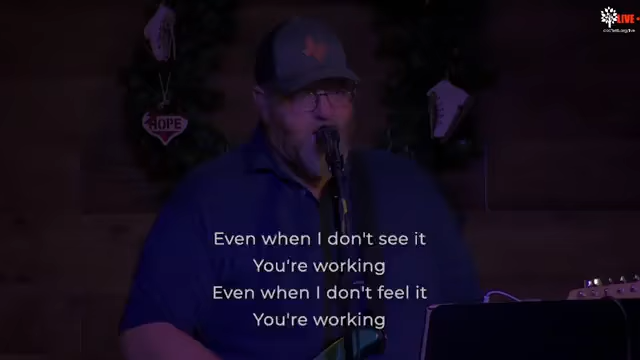 LIVE
HOPE
Even when I don't see it
You're working
Even when I don't feel it
You're working